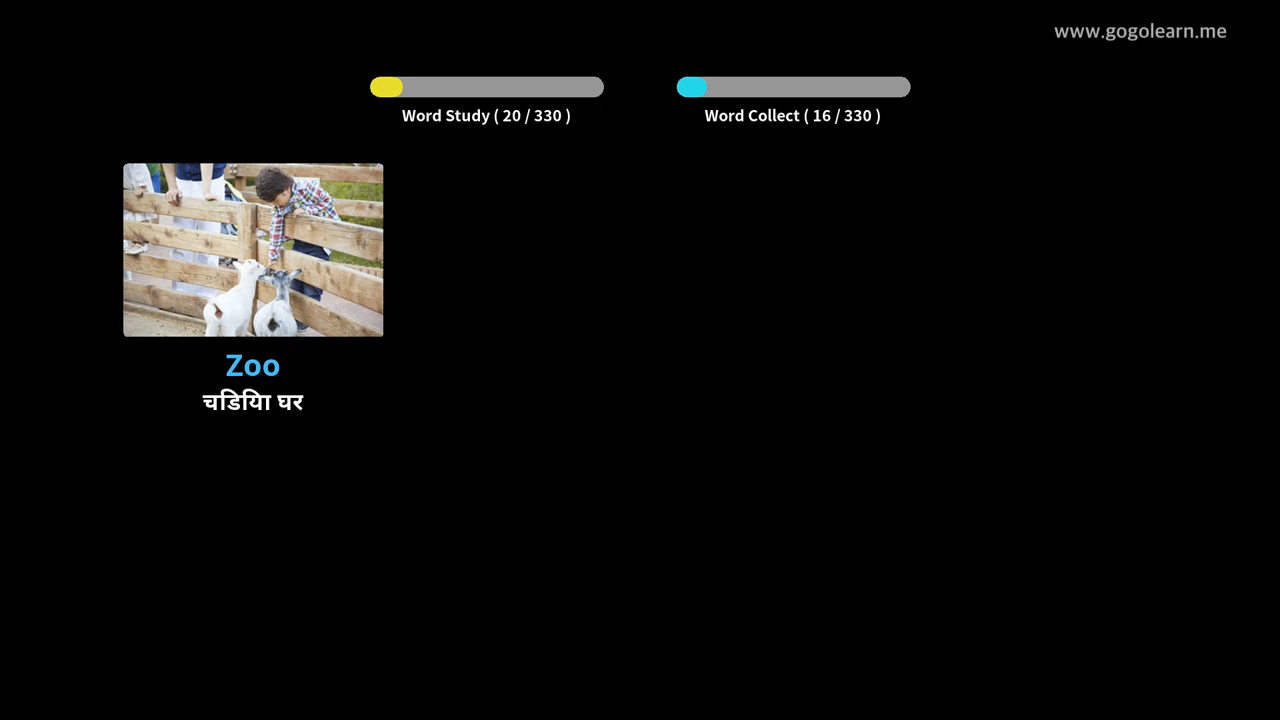 www.gogolearn.me
Word Study ( 20 / 330 )
Word Collect ( 16 / 330 )
Zoo
चडियिा घर